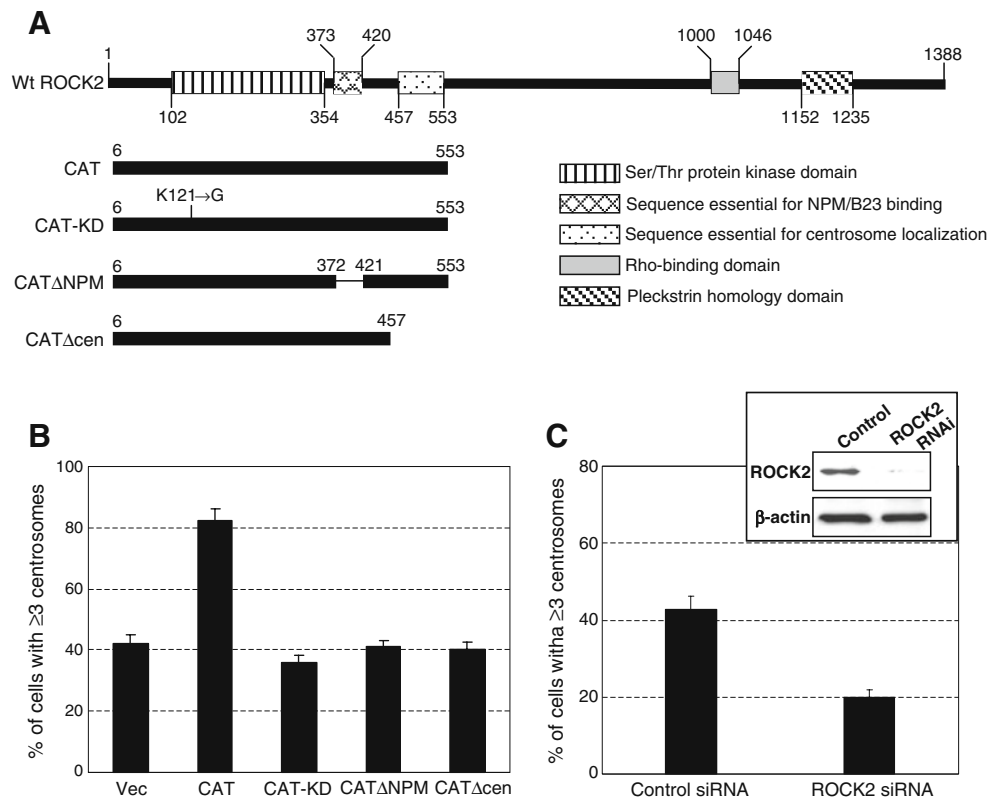 A
373 420
1000 1046
1
1388
Wt ROCK2
102 354 457 553
1152 1235
CAT 6 553
K121→G
CAT-KD 6 553
CATΔNPM 6 372 421 553
CATΔcen 6 457
Ser/Thr protein kinase domain
Sequence essential for NPM/B23 binding
Sequence essential for centrosome localization
Rho-binding domain
Pleckstrin homology domain
B
% of cells with ≥3 centrosomes
100
80
60
40
20
0
Vec CAT CAT-KD CATΔNPM CATΔcen
C
% of cells witha ≥3 centrosomes
80
60
40
20
0
Control siRNA ROCK2 siRNA
Control
ROCK2
RNAi
ROCK2
β-actin